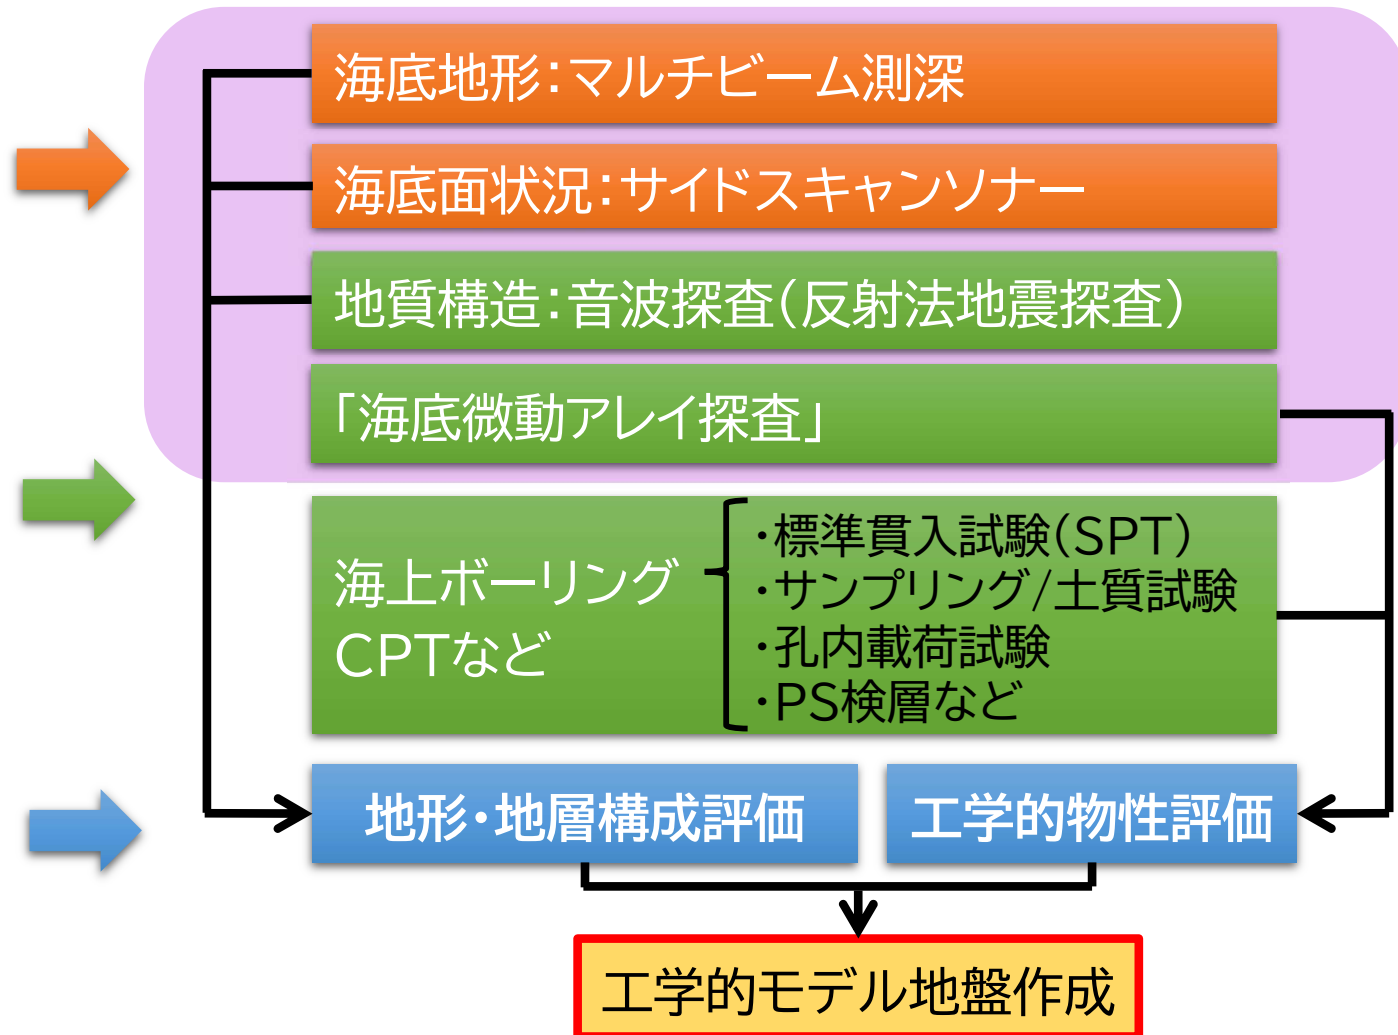 海底地形：マルチビーム測深
海底面状況：サイドスキャンソナー
地質構造：音波探査（反射法地震探査）
「海底微動アレイ探査」
海上ボーリング
CPTなど
・標準貫入試験（SPT）
・サンプリング/土質試験
・孔内載荷試験
・PS検層など
地形・地層構成評価
工学的物性評価
工学的モデル地盤作成